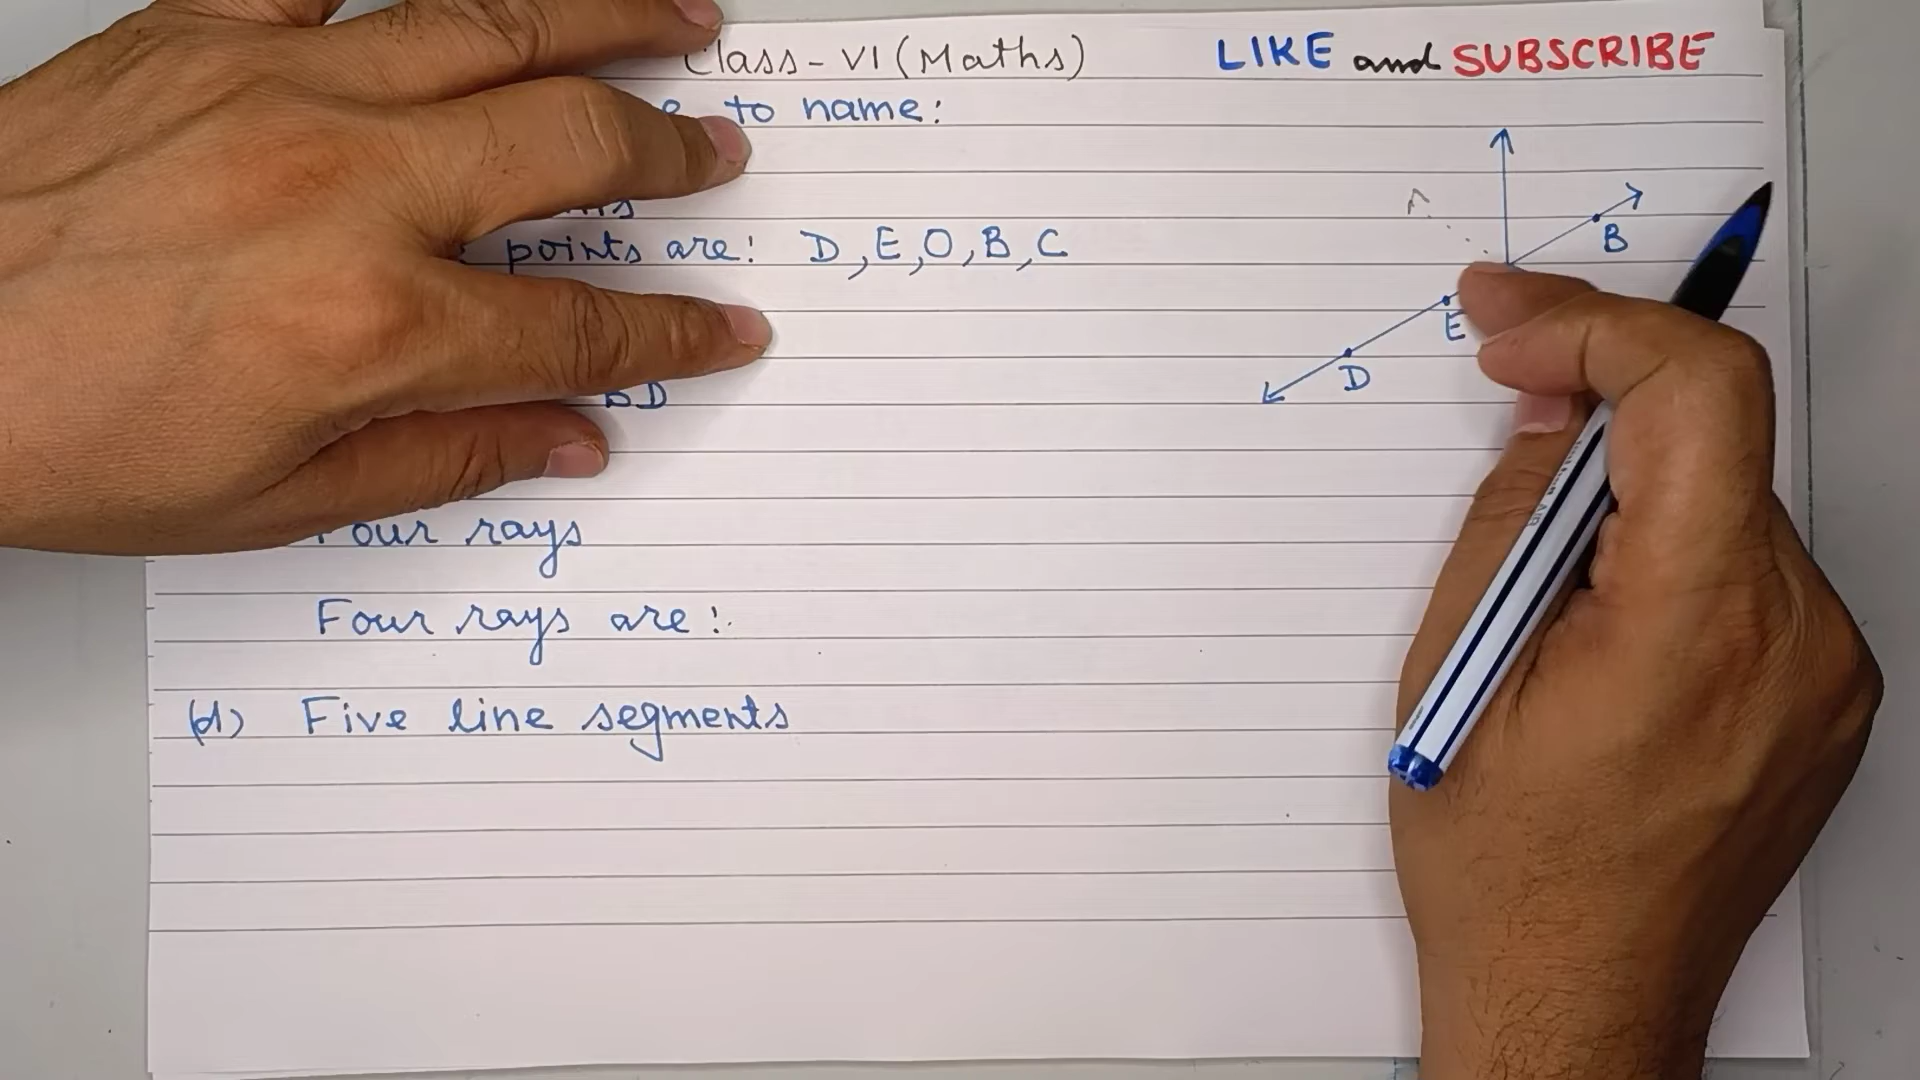 Class - VI (Maths)
LIKE and SUBSCRIBE
to name:
points are: D, E, O, B, C
B
E
D
D
Four rays
Four rays are:
(d) Five line segments